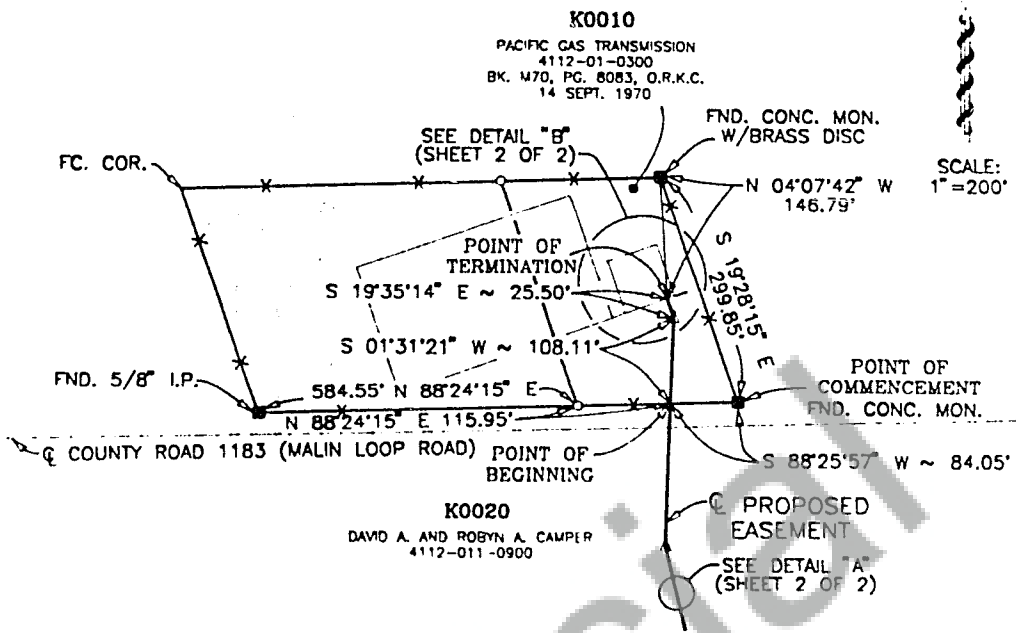 K0010
PACIFIC GAS TRANSMISSION
4112-01-0300
BK. M70, PG. 8083, O.R.K.C.
14 SEPT. 1970
FND. CONC. MON.
W/BRASS DISC
SEE DETAIL "B"
(SHEET 2 OF 2)
FC. COR.
SCALE:
1"=200'
N 04°07'42" W
146.79'
POINT OF
TERMINATION
S 19°35'14" E ~ 25.50'
S 19°28'15" E
299.85'
S 01°31'21" W ~ 108.11'
POINT OF
COMMENCEMENT
FND. CONC. MON.
FND. 5/8" I.P.
584.55' N 88°24'15" E
N 88°24'15" E 115.95'
℄ COUNTY ROAD 1183 (MALIN LOOP ROAD)
POINT OF
BEGINNING
S 88°25'57" W ~ 84.05'
K0020
DAVID A. AND ROBYN A. CAMPER
4112-011-0900
℄ PROPOSED
EASEMENT
SEE DETAIL "A"
(SHEET 2 OF 2)